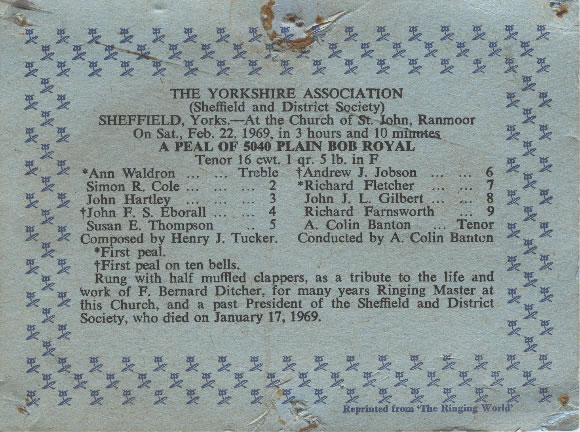 THE YORKSHIRE ASSOCIATION
(Sheffield and District Society)
SHEFFIELD, Yorks.—At the Church of St. John, Ranmoor
On Sat., Feb. 22, 1969, in 3 hours and 10 minutes
A PEAL OF 5040 PLAIN BOB ROYAL
Tenor 16 cwt. 1 qr. 5 lb. in F
*Ann Waldron ... ... Treble †Andrew J. Jobson ... ... 6
Simon R. Cole ... ... ... 2 *Richard Fletcher ... ... 7
John Hartley ... ... 3 John J. L. Gilbert ... ... 8
†John F. S. Eborall ... ... 4 Richard Farnsworth ... 9
Susan E. Thompson .. 5 A. Colin Banton ... Tenor
Composed by Henry J. Tucker. Conducted by A. Colin Banton
*First peal.
†First peal on ten bells.
Rung with half muffled clappers, as a tribute to the life and
work of F. Bernard Ditcher, for many years Ringing Master at
this Church, and a past President of the Sheffield and District
Society, who died on January 17, 1969.
Reprinted from 'The Ringing World'